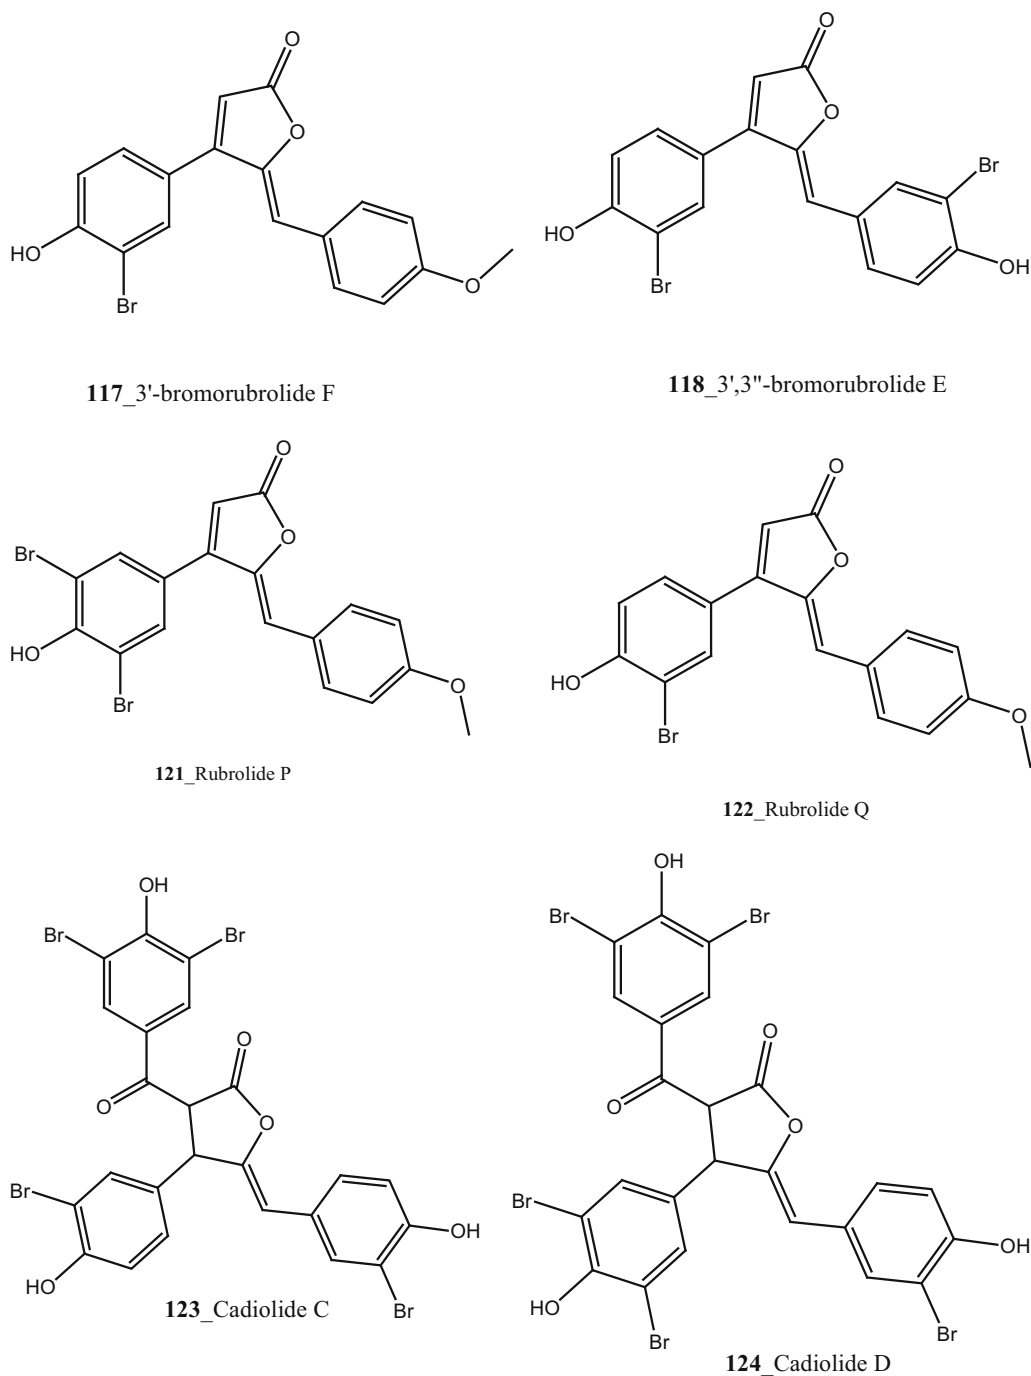 O
O
HO
Br
O
117_3'-bromorubrolide F
O
O
Br
HO
Br
OH
118_3',3"-bromorubrolide E
O
O
Br
HO
Br
O
121_Rubrolide P
O
O
HO
Br
O
122_Rubrolide Q
OH
Br
Br
O
O
O
Br
HO
OH
Br
123_Cadiolide C
OH
Br
Br
O
O
O
Br
HO
Br
OH
Br
124_Cadiolide D